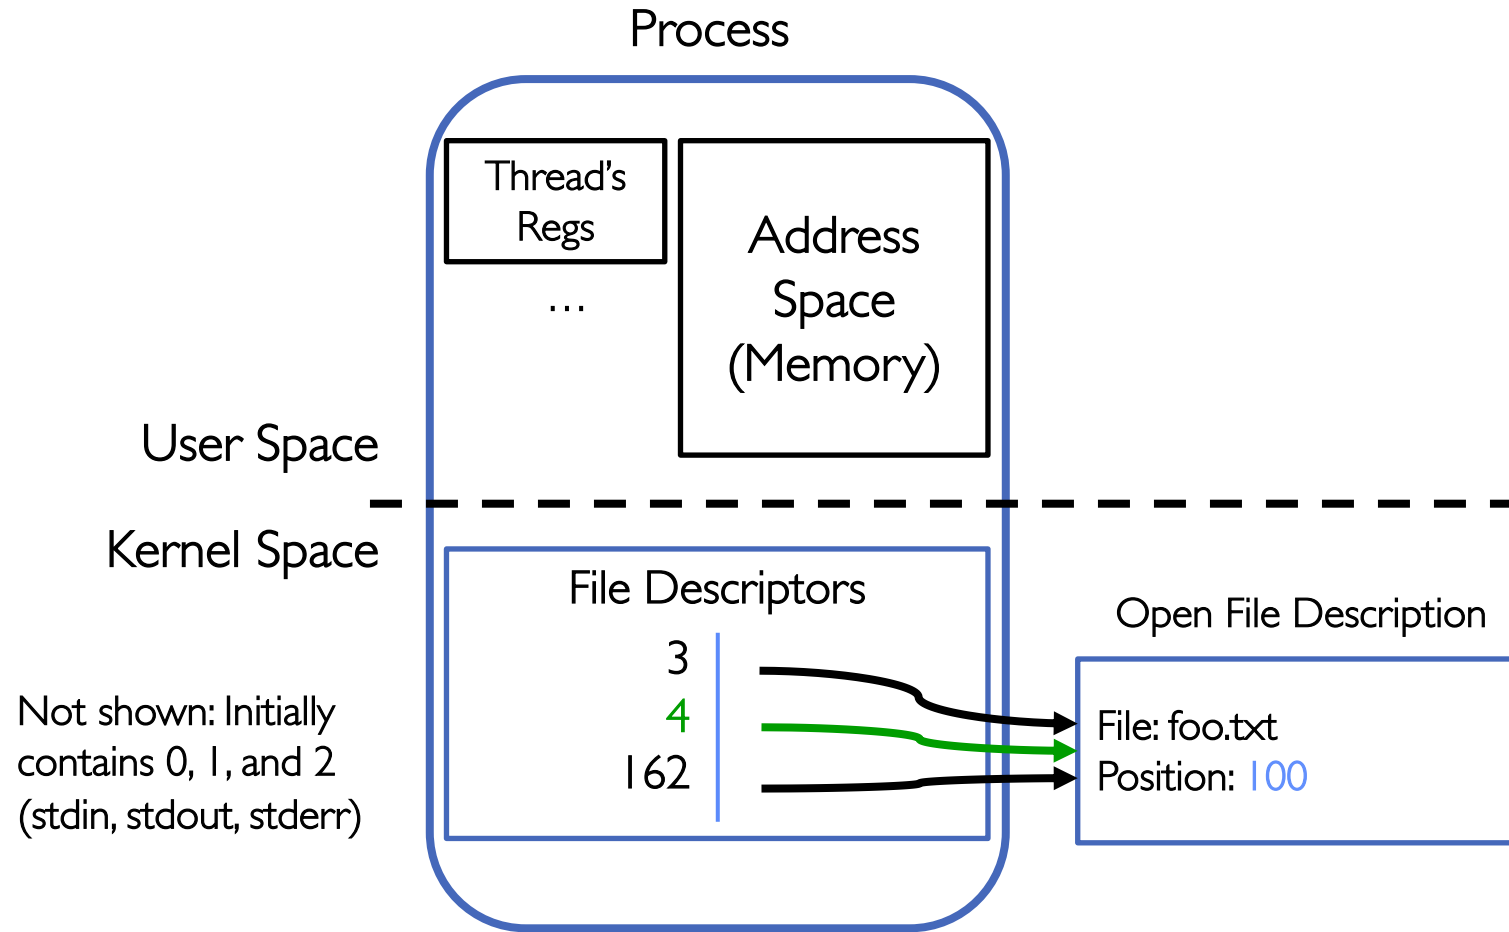 Process
Thread’s
Regs
…
Address
Space
(Memory)
User Space
Kernel Space
File Descriptors
3
4
162
Not shown: Initially
contains 0, 1, and 2
(stdin, stdout, stderr)
Open File Description
File: foo.txt
Position: 100